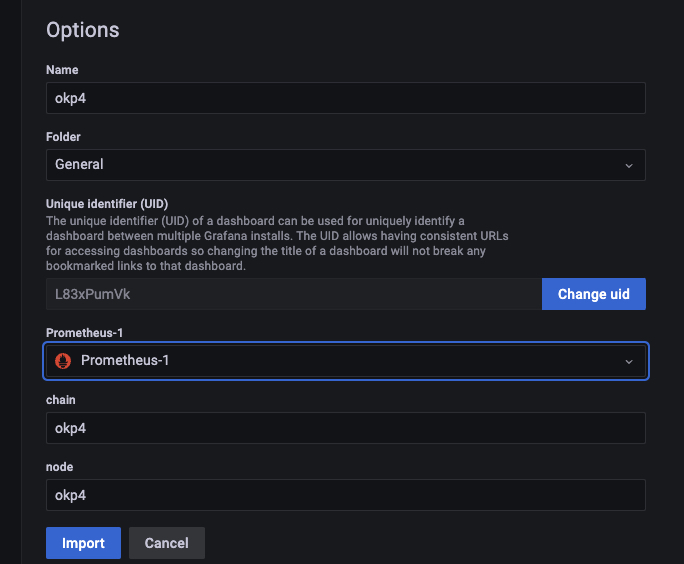 Options
Name
okp4
Folder
General
Unique identifier (UID)
The unique identifier (UID) of a dashboard can be used for uniquely identify a
dashboard between multiple Grafana installs. The UID allows having consistent URLs
for accessing dashboards so changing the title of a dashboard will not break any
bookmarked links to that dashboard.
L83xPumVk
Change uid
Prometheus-1
Prometheus-1
chain
okp4
node
okp4
Import
Cancel